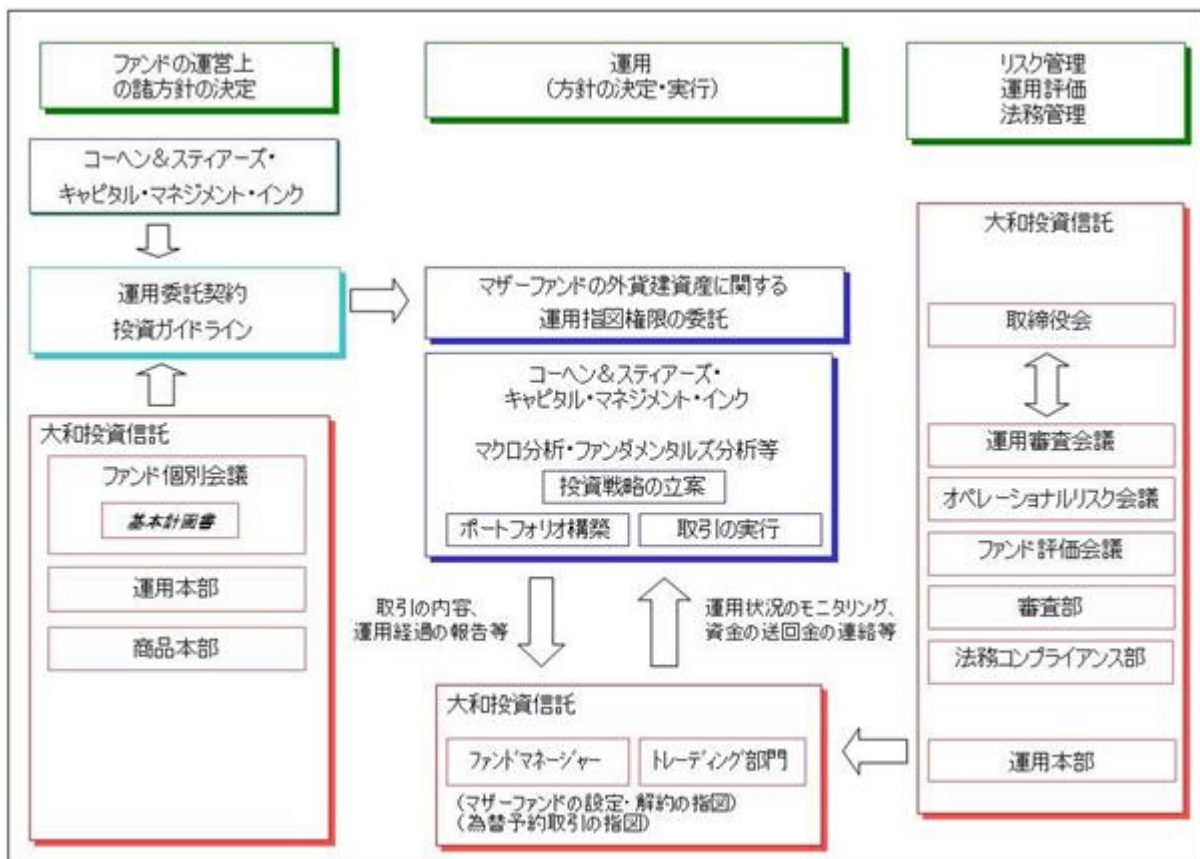 ファンドの運営上
の諸方針の決定
運用
(方針の決定・実行)
リスク管理
運用評価
法務管理
コーヘン&スティアーズ・
キャピタル・マネジメント・インク
運用委託契約
投資ガイドライン
マザーファンドの外貨建資産に関する
運用指図権限の委託
コーヘン&スティアーズ・
キャピタル・マネジメント・インク
マクロ分析・ファンダメンタルズ分析等
投資戦略の立案
ポートフォリオ構築
取引の実行
大和投資信託
ファンド個別会議
基本計画書
運用本部
商品本部
取引の内容、
運用経過の報告等
運用状況のモニタリング、
資金の送回金の連絡等
大和投資信託
ファンドマネージャー
トレーディング部門
(マザーファンドの設定・解約の指図)
(為替予約取引の指図)
大和投資信託
取締役会
運用審査会議
オペレーショナルリスク会議
ファンド評価会議
審査部
法務コンプライアンス部
運用本部